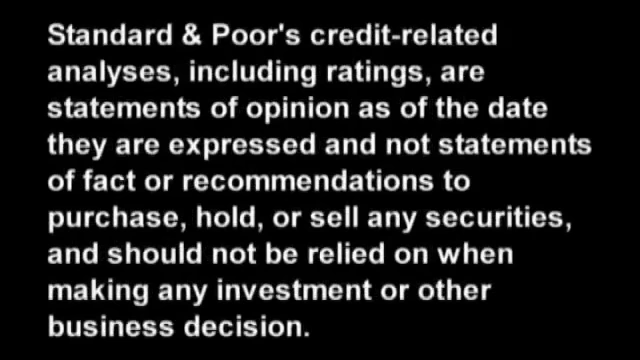 Standard & Poor's credit-related
analyses, including ratings, are
statements of opinion as of the date
they are expressed and not statements
of fact or recommendations to
purchase, hold, or sell any securities,
and should not be relied on when
making any investment or other
business decision.